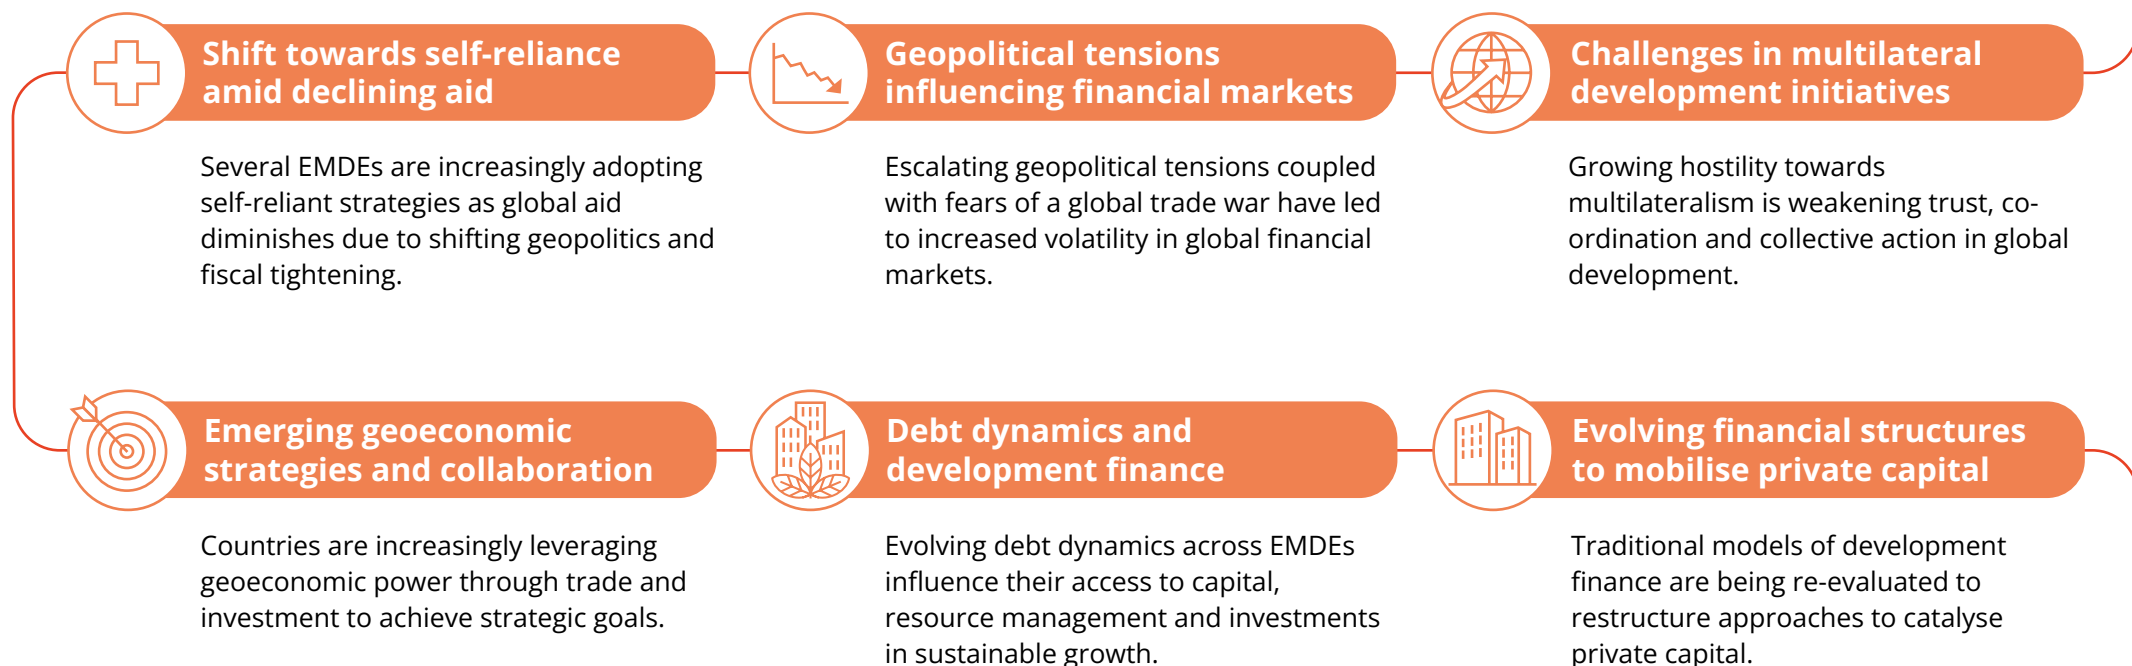 Shift towards self-reliance
amid declining aid
Several EMDEs are increasingly adopting
self-reliant strategies as global aid
diminishes due to shifting geopolitics and
fiscal tightening.
Geopolitical tensions
influencing financial markets
Escalating geopolitical tensions coupled
with fears of a global trade war have led
to increased volatility in global financial
markets.
Challenges in multilateral
development initiatives
Growing hostility towards
multilateralism is weakening trust, co-
ordination and collective action in global
development.
Emerging geoeconomic
strategies and collaboration
Countries are increasingly leveraging
geoeconomic power through trade and
investment to achieve strategic goals.
Debt dynamics and
development finance
Evolving debt dynamics across EMDEs
influence their access to capital,
resource management and investments
in sustainable growth.
Evolving financial structures
to mobilise private capital
Traditional models of development
finance are being re-evaluated to
restructure approaches to catalyse
private capital.